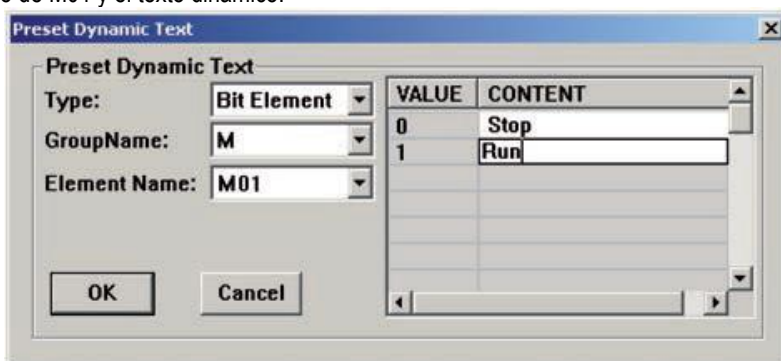 de M01 y el texto dinámico.
Preset Dynamic Text
Preset Dynamic Text
Type: Bit Element
GroupName: M
Element Name: M01
OK Cancel
VALUE CONTENT
0 Stop
1 Run